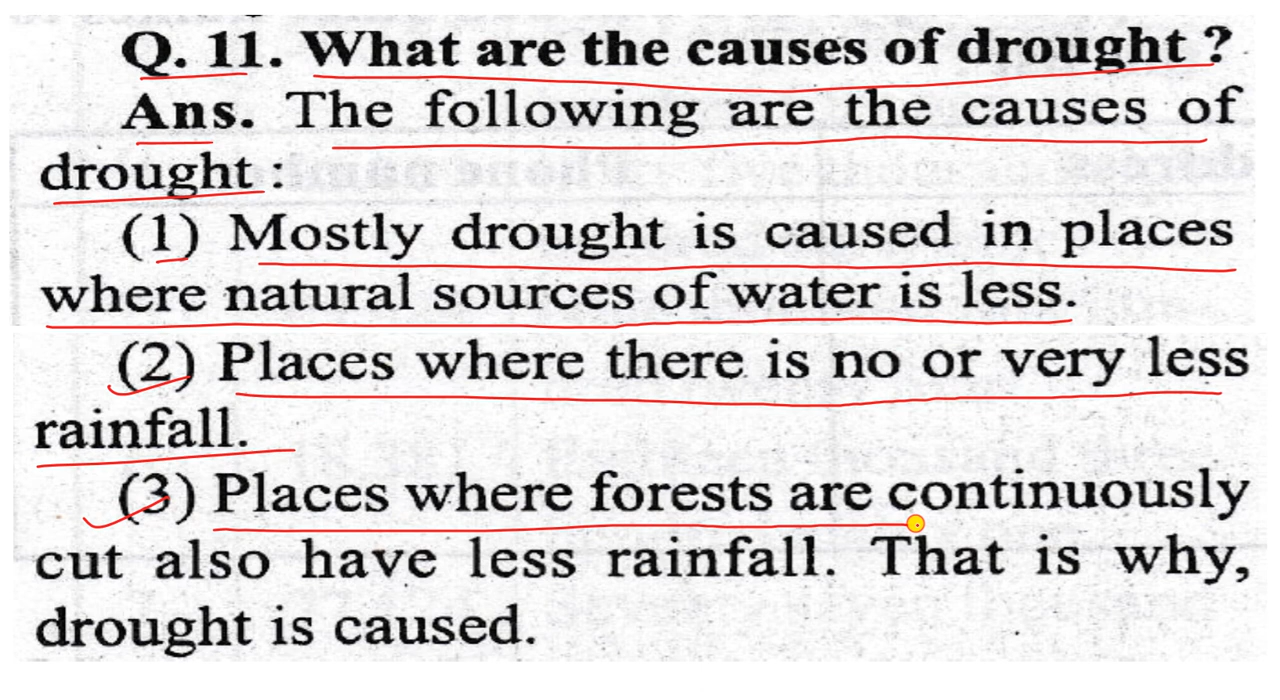 Q. 11. What are the causes of drought ?
Ans. The following are the causes of
drought :
(1) Mostly drought is caused in places
where natural sources of water is less.
(2) Places where there is no or very less
rainfall.
(3) Places where forests are continuously
cut also have less rainfall. That is why,
drought is caused.